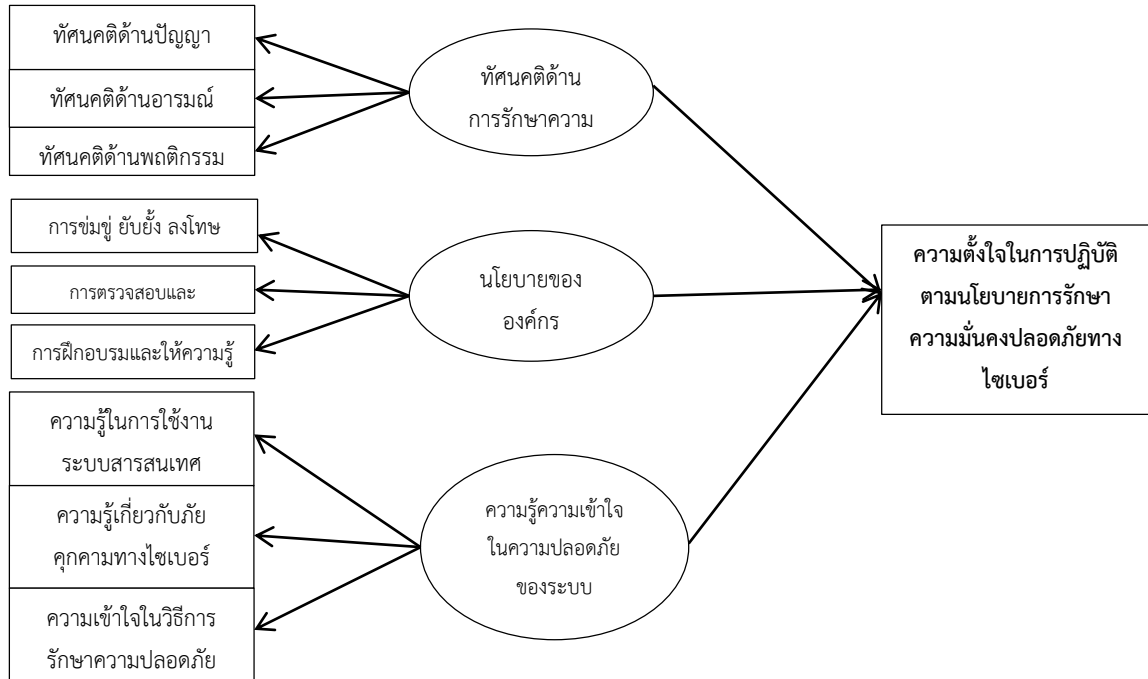 ทัศนคติด้านปัญญา
ทัศนคติด้านอารมณ์
ทัศนคติด้านพฤติกรรม
ทัศนคติด้าน
การรักษาความ
การข่มขู่ ยับยั้ง ลงโทษ
การตรวจสอบและ
การฝึกอบรมและให้ความรู้
นโยบายของ
องค์กร
ความรู้ในการใช้งาน
ระบบสารสนเทศ
ความรู้เกี่ยวกับภัย
คุกคามทางไซเบอร์
ความเข้าใจในวิธีการ
รักษาความปลอดภัย
ความรู้ความเข้าใจ
ในความปลอดภัย
ของระบบ
ความตั้งใจในการปฏิบัติ
ตามนโยบายการรักษา
ความมั่นคงปลอดภัยทาง
ไซเบอร์